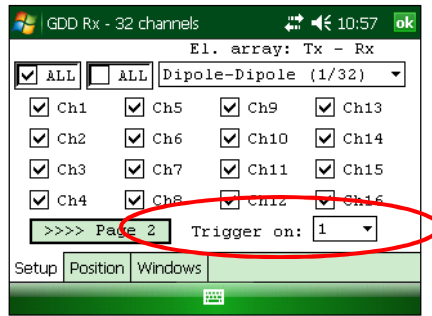 GDD Rx - 32 channels 10:57 ok
El. array: Tx - Rx
ALL ALL Dipole-Dipole (1/32)
Ch1 Ch5 Ch9 Ch13
Ch2 Ch6 Ch10 Ch14
Ch3 Ch7 Ch11 Ch15
Ch4 Ch8 Ch12 Ch16
>>>> Page 2 Trigger on: 1
Setup Position Windows